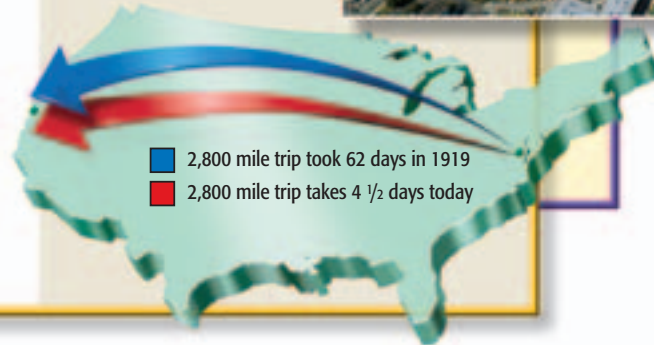 2,800 mile trip took 62 days in 1919
2,800 mile trip takes 4 1/2 days today